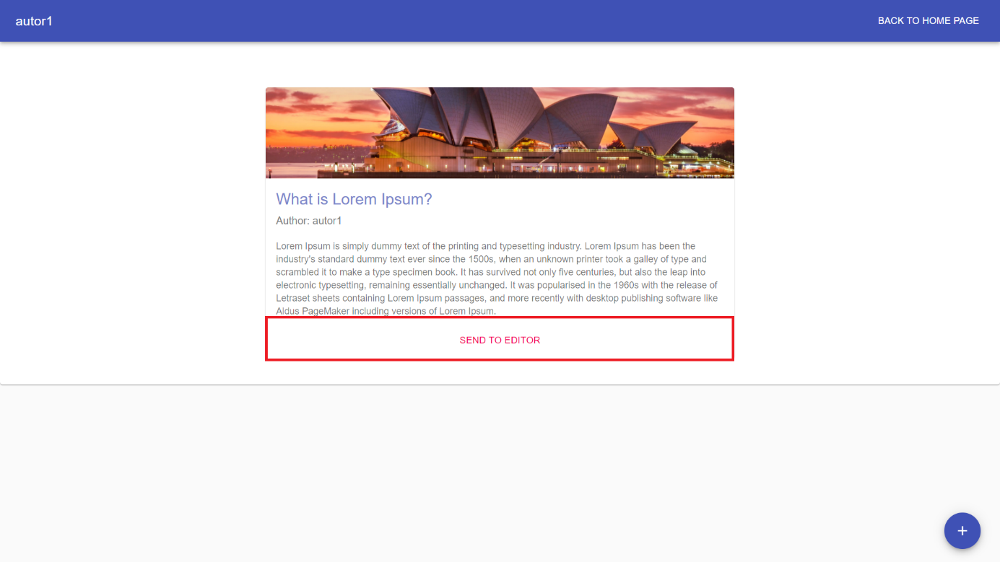 autor1
BACK TO HOME PAGE
What is Lorem Ipsum?
Author: autor1
Lorem Ipsum is simply dummy text of the printing and typesetting industry. Lorem Ipsum has been the
industry's standard dummy text ever since the 1500s, when an unknown printer took a galley of type and
scrambled it to make a type specimen book. It has survived not only five centuries, but also the leap into
electronic typesetting, remaining essentially unchanged. It was popularised in the 1960s with the release of
Letraset sheets containing Lorem Ipsum passages, and more recently with desktop publishing software like
Aldus PageMaker including versions of Lorem Ipsum.
SEND TO EDITOR
+